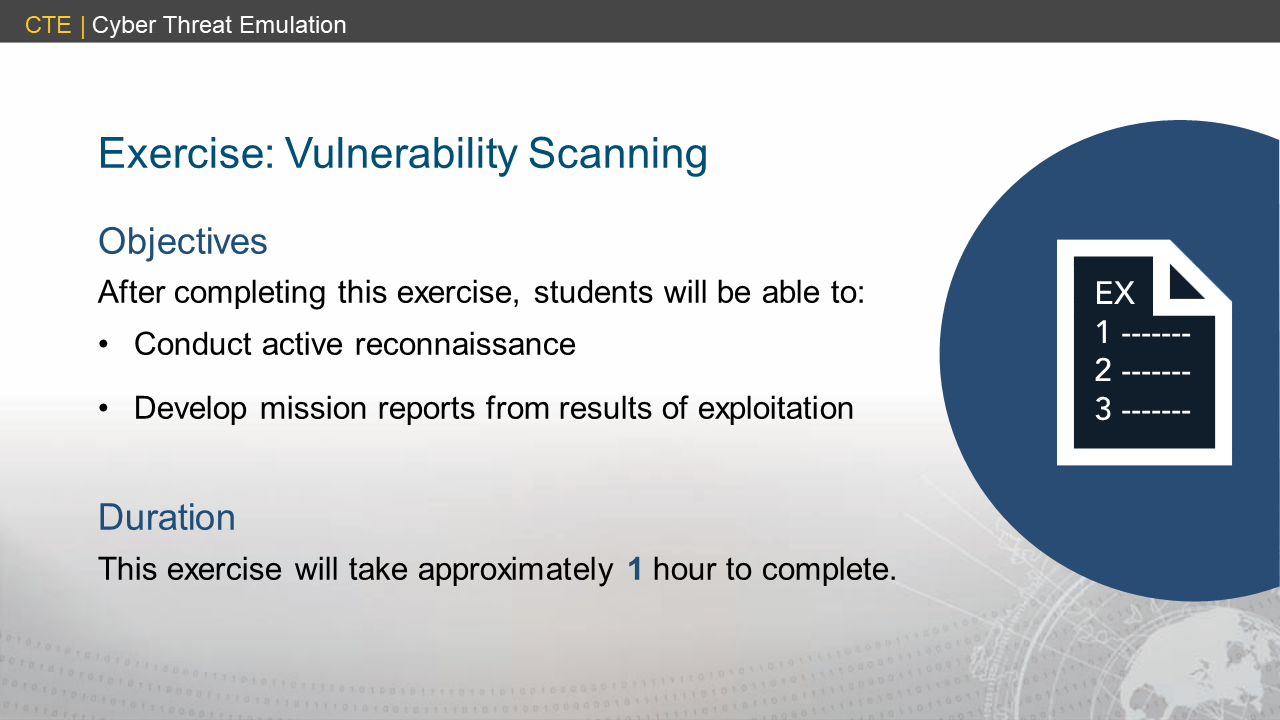 CTE | Cyber Threat Emulation
Exercise: Vulnerability Scanning
Objectives
After completing this exercise, students will be able to:
• Conduct active reconnaissance
• Develop mission reports from results of exploitation
Duration
This exercise will take approximately 1 hour to complete.
EX
1 -------
2 -------
3 -------